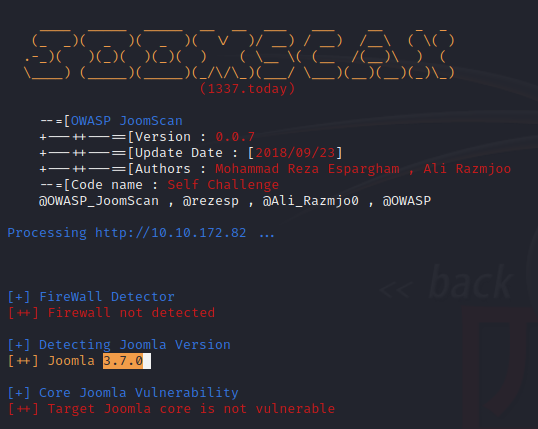 (1337.today)
--=[OWASP JoomScan
+---++---==[Version : 0.0.7
+---++---==[Update Date : [2018/09/23]
+---++---==[Authors : Mohammad Reza Espargham , Ali Razmjoo
--=[Code name : Self Challenge
@OWASP_JoomScan , @rezesp , @Ali_Razmjo0 , @OWASP
Processing http://10.10.172.82 ...
<< back
[+] FireWall Detector
[++] Firewall not detected
[+] Detecting Joomla Version
[++] Joomla 3.7.0
[+] Core Joomla Vulnerability
[++] Target Joomla core is not vulnerable